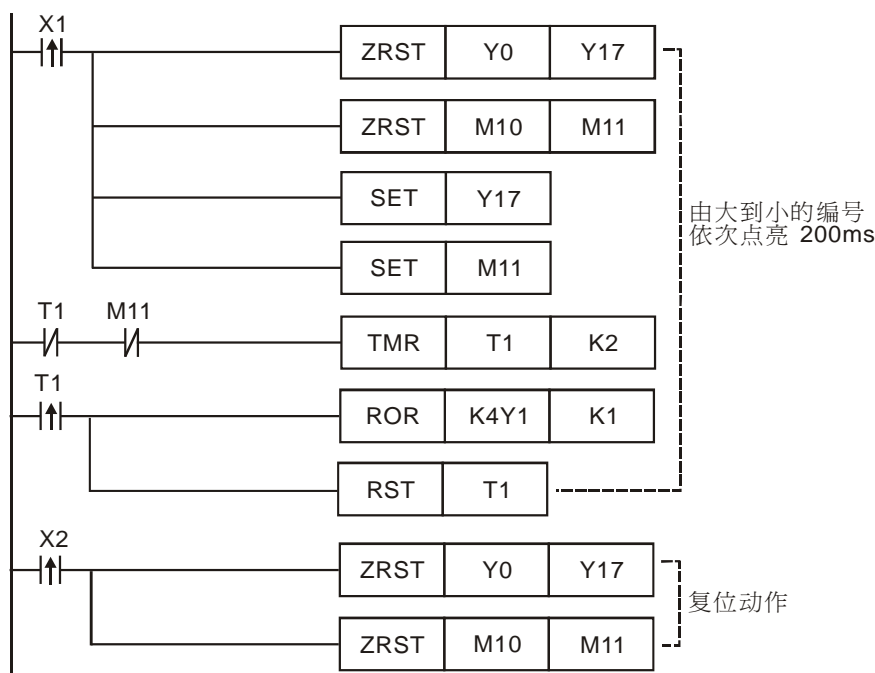 X1
ZRST Y0 Y17
ZRST M10 M11
SET Y17
SET M11
由大到小的编号
依次点亮 200ms
T1 M11
TMR T1 K2
T1
ROR K4Y1 K1
RST T1
X2
ZRST Y0 Y17
复位动作
ZRST M10 M11